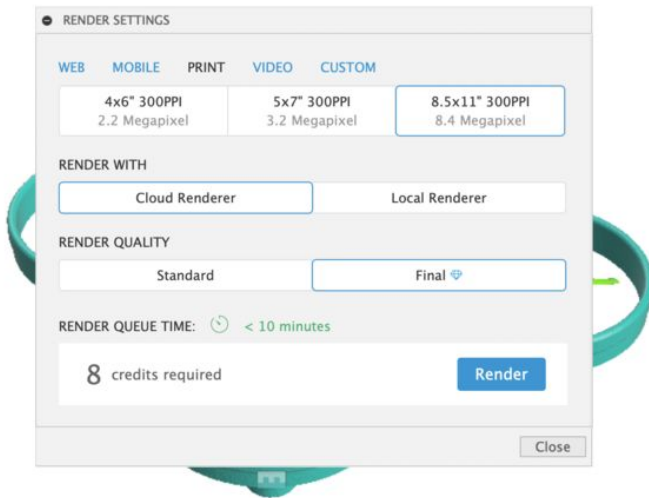 RENDER SETTINGS
WEB MOBILE PRINT VIDEO CUSTOM
4x6" 300PPI 5x7" 300PPI 8.5x11" 300PPI
2.2 Megapixel 3.2 Megapixel 8.4 Megapixel
RENDER WITH
Cloud Renderer Local Renderer
RENDER QUALITY
Standard Final
RENDER QUEUE TIME: < 10 minutes
8 credits required Render
Close